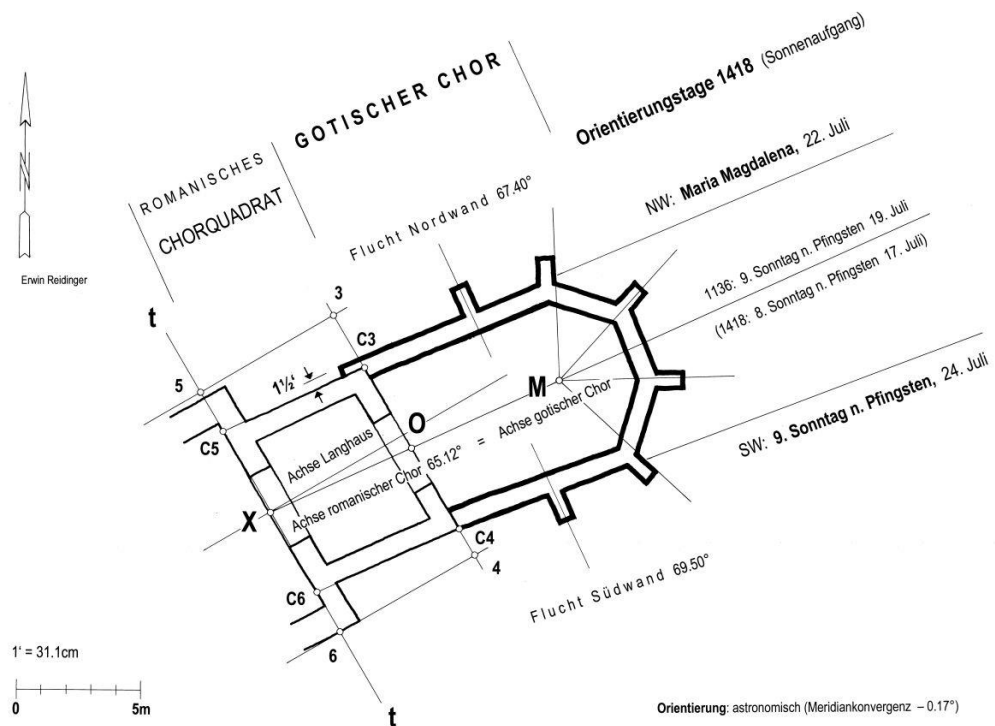 Orientierungstage 1418 (Sonnenaufgang)
GOTISCHER CHOR
ROMANISCHES
CHORQUADRAT
NW: Maria Magdalena, 22. Juli
Flucht Nordwand 67.40°
1136: 9. Sonntag n. Pfingsten 19. Juli
(1418: 8. Sonntag n. Pfingsten 17. Juli)
N
Erwin Reidinger
t
3
C3
5
1½'
M
SW: 9. Sonntag n. Pfingsten, 24. Juli
O
C5
Achse Langhaus
Achse romanischer Chor 65.12° = Achse gotischer Chor
X
C4
4
C6
Flucht Südwand 69.50°
6
1' = 31.1cm
0
5m
t
Orientierung: astronomisch (Meridiankonvergenz – 0.17°)